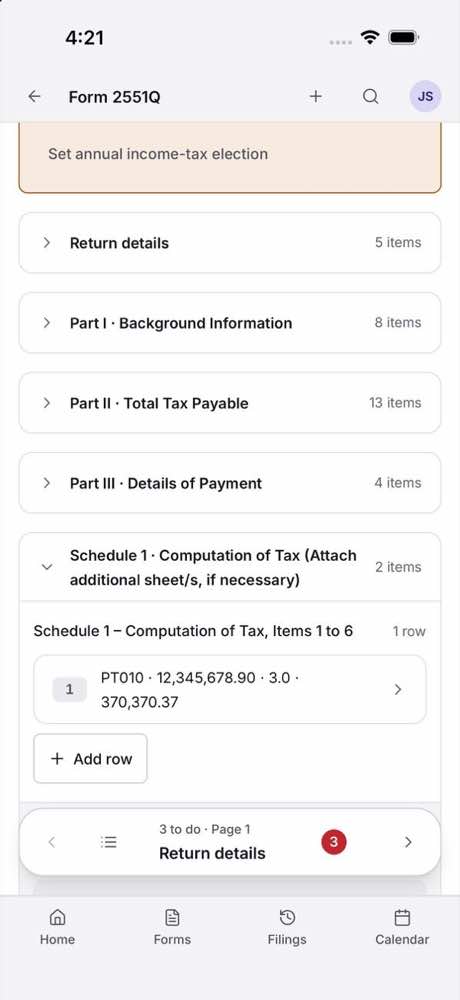 4:21
Form 2551Q
JS
Set annual income-tax election
Return details
5 items
Part I · Background Information
8 items
Part II · Total Tax Payable
13 items
Part III · Details of Payment
4 items
Schedule 1 · Computation of Tax (Attach
additional sheet/s, if necessary)
2 items
Schedule 1 – Computation of Tax, Items 1 to 6
1 row
1
PT010 · 12,345,678.90 · 3.0 ·
370,370.37
Add row
3 to do · Page 1
Return details
3
Home
Forms
Filings
Calendar